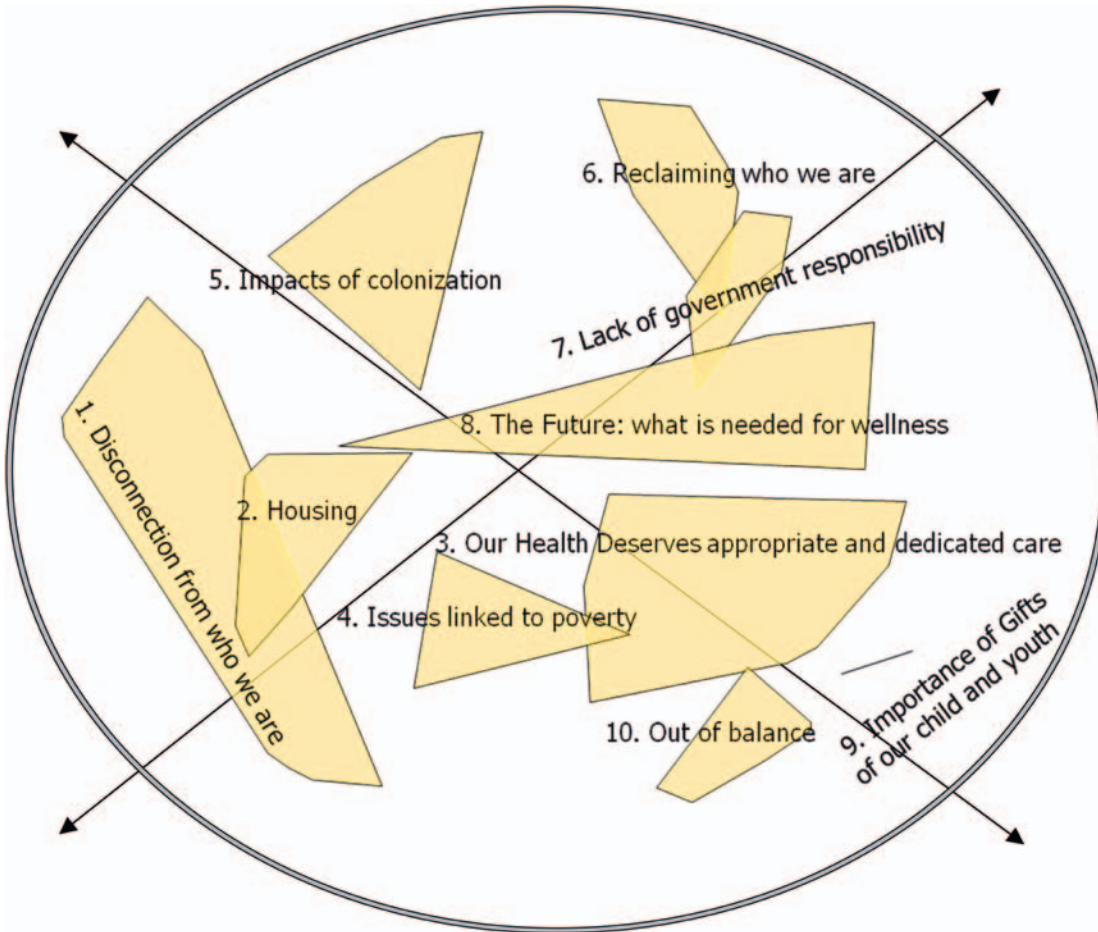 6. Reclaiming who we are
5. Impacts of colonization
7. Lack of government responsibility
8. The Future: what is needed for wellness
1. Disconnection from who we are
2. Housing
3. Our Health Deserves appropriate and dedicated care
4. Issues linked to poverty
9. Importance of Gifts
of our child and youth
10. Out of balance